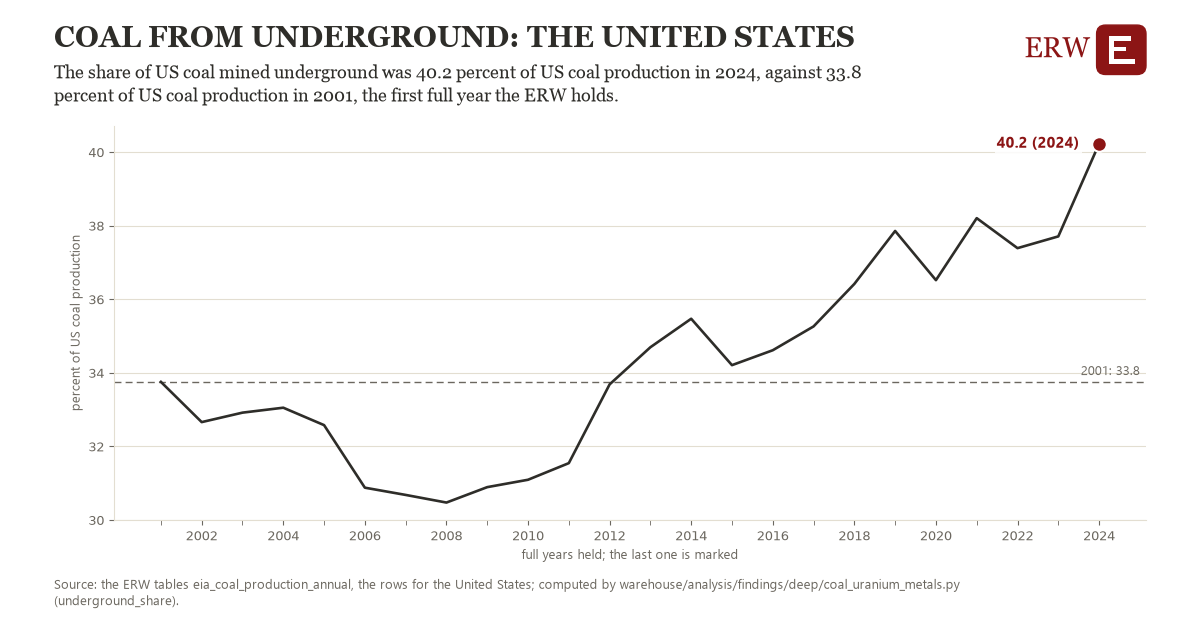 COAL FROM UNDERGROUND: THE UNITED STATES
The share of US coal mined underground was 40.2 percent of US coal production in 2024, against 33.8
percent of US coal production in 2001, the first full year the ERW holds.
ERW E
40.2 (2024)
40
38
36
34
32
30
percent of US coal production
2001: 33.8
2002 2004 2006 2008 2010 2012 2014 2016 2018 2020 2022 2024
full years held; the last one is marked
Source: the ERW tables eia_coal_production_annual, the rows for the United States; computed by warehouse/analysis/findings/deep/coal_uranium_metals.py
(underground_share).